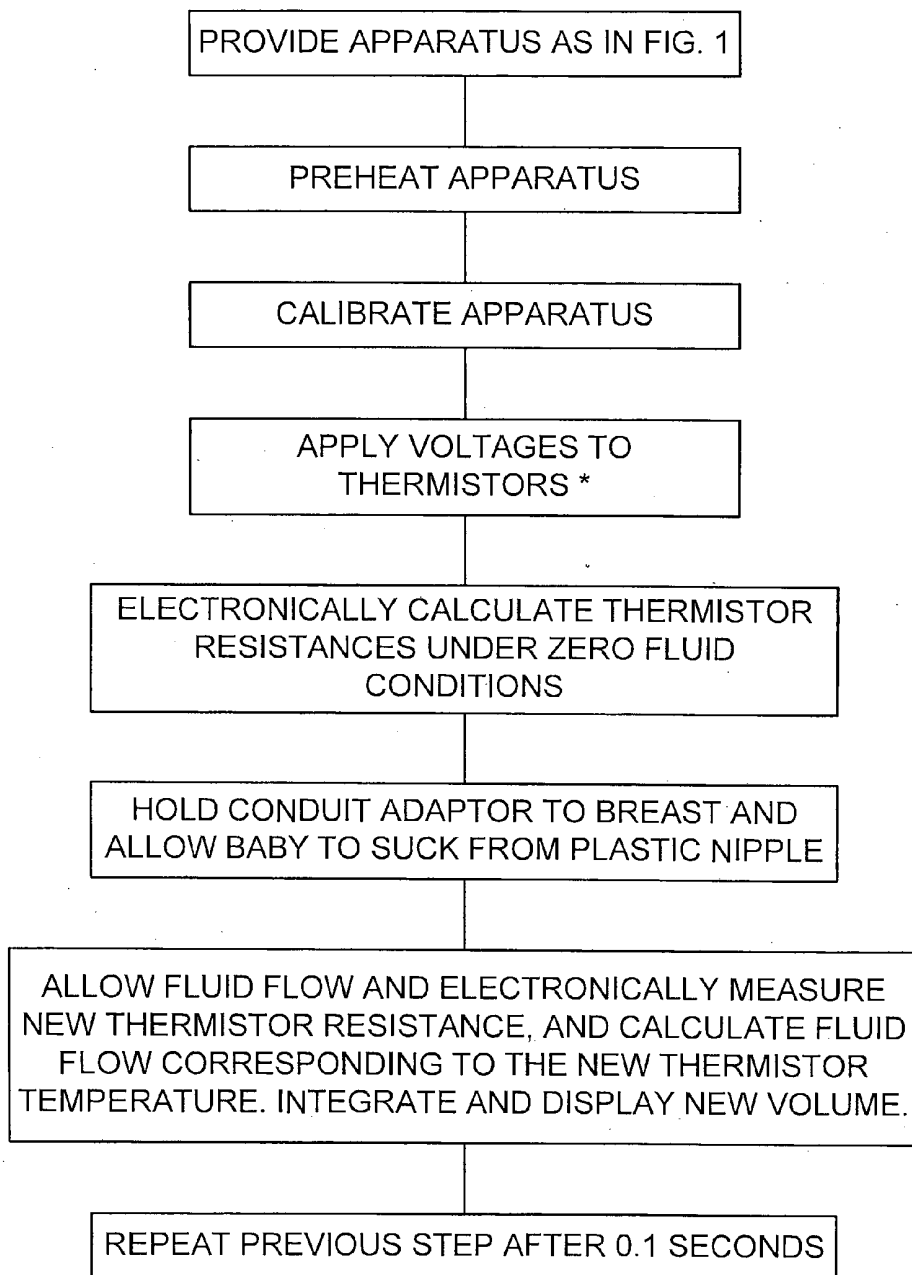 PROVIDE APPARATUS AS IN FIG. 1
PREHEAT APPARATUS
CALIBRATE APPARATUS
APPLY VOLTAGES TO
THERMISTORS *
ELECTRONICALLY CALCULATE THERMISTOR
RESISTANCES UNDER ZERO FLUID
CONDITIONS
HOLD CONDUIT ADAPTOR TO BREAST AND
ALLOW BABY TO SUCK FROM PLASTIC NIPPLE
ALLOW FLUID FLOW AND ELECTRONICALLY MEASURE
NEW THERMISTOR RESISTANCE, AND CALCULATE FLUID
FLOW CORRESPONDING TO THE NEW THERMISTOR
TEMPERATURE. INTEGRATE AND DISPLAY NEW VOLUME.
REPEAT PREVIOUS STEP AFTER 0.1 SECONDS